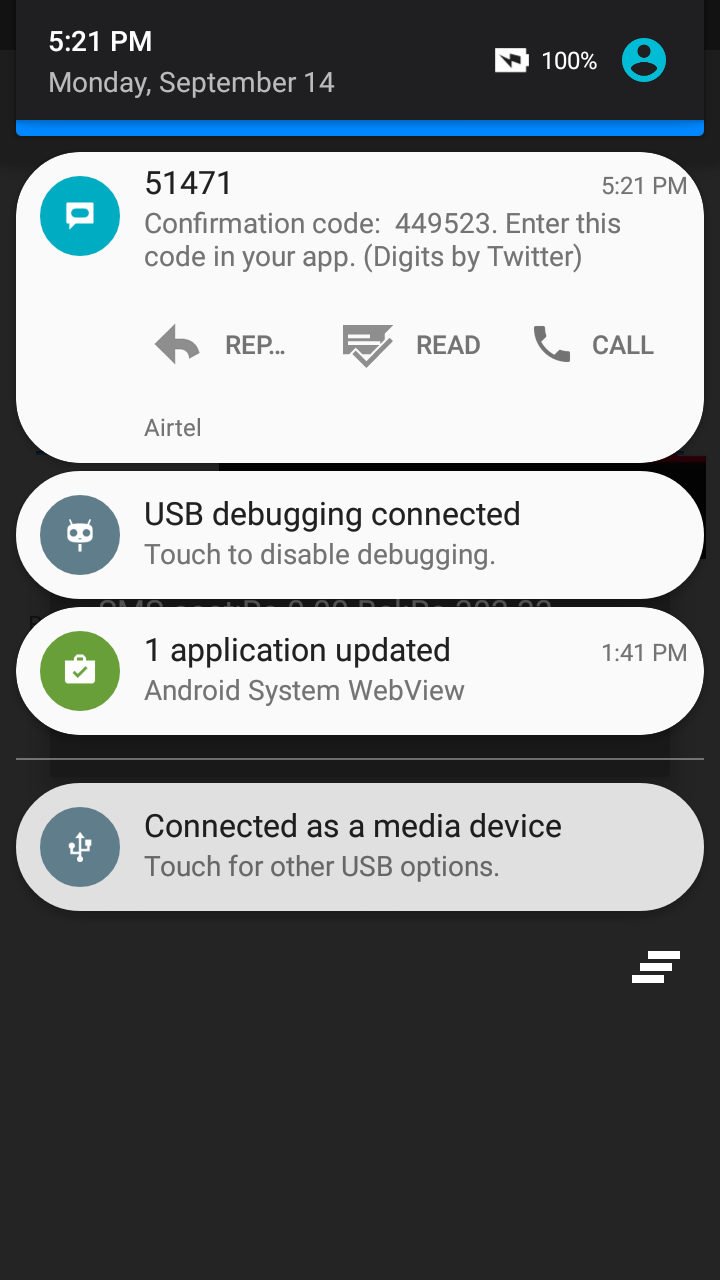 5:21 PM
100%
Monday, September 14
51471
5:21 PM
Confirmation code:  449523. Enter this
code in your app. (Digits by Twitter)
REP…
READ
CALL
Airtel
USB debugging connected
Touch to disable debugging.
1 application updated
1:41 PM
Android System WebView
Connected as a media device
Touch for other USB options.